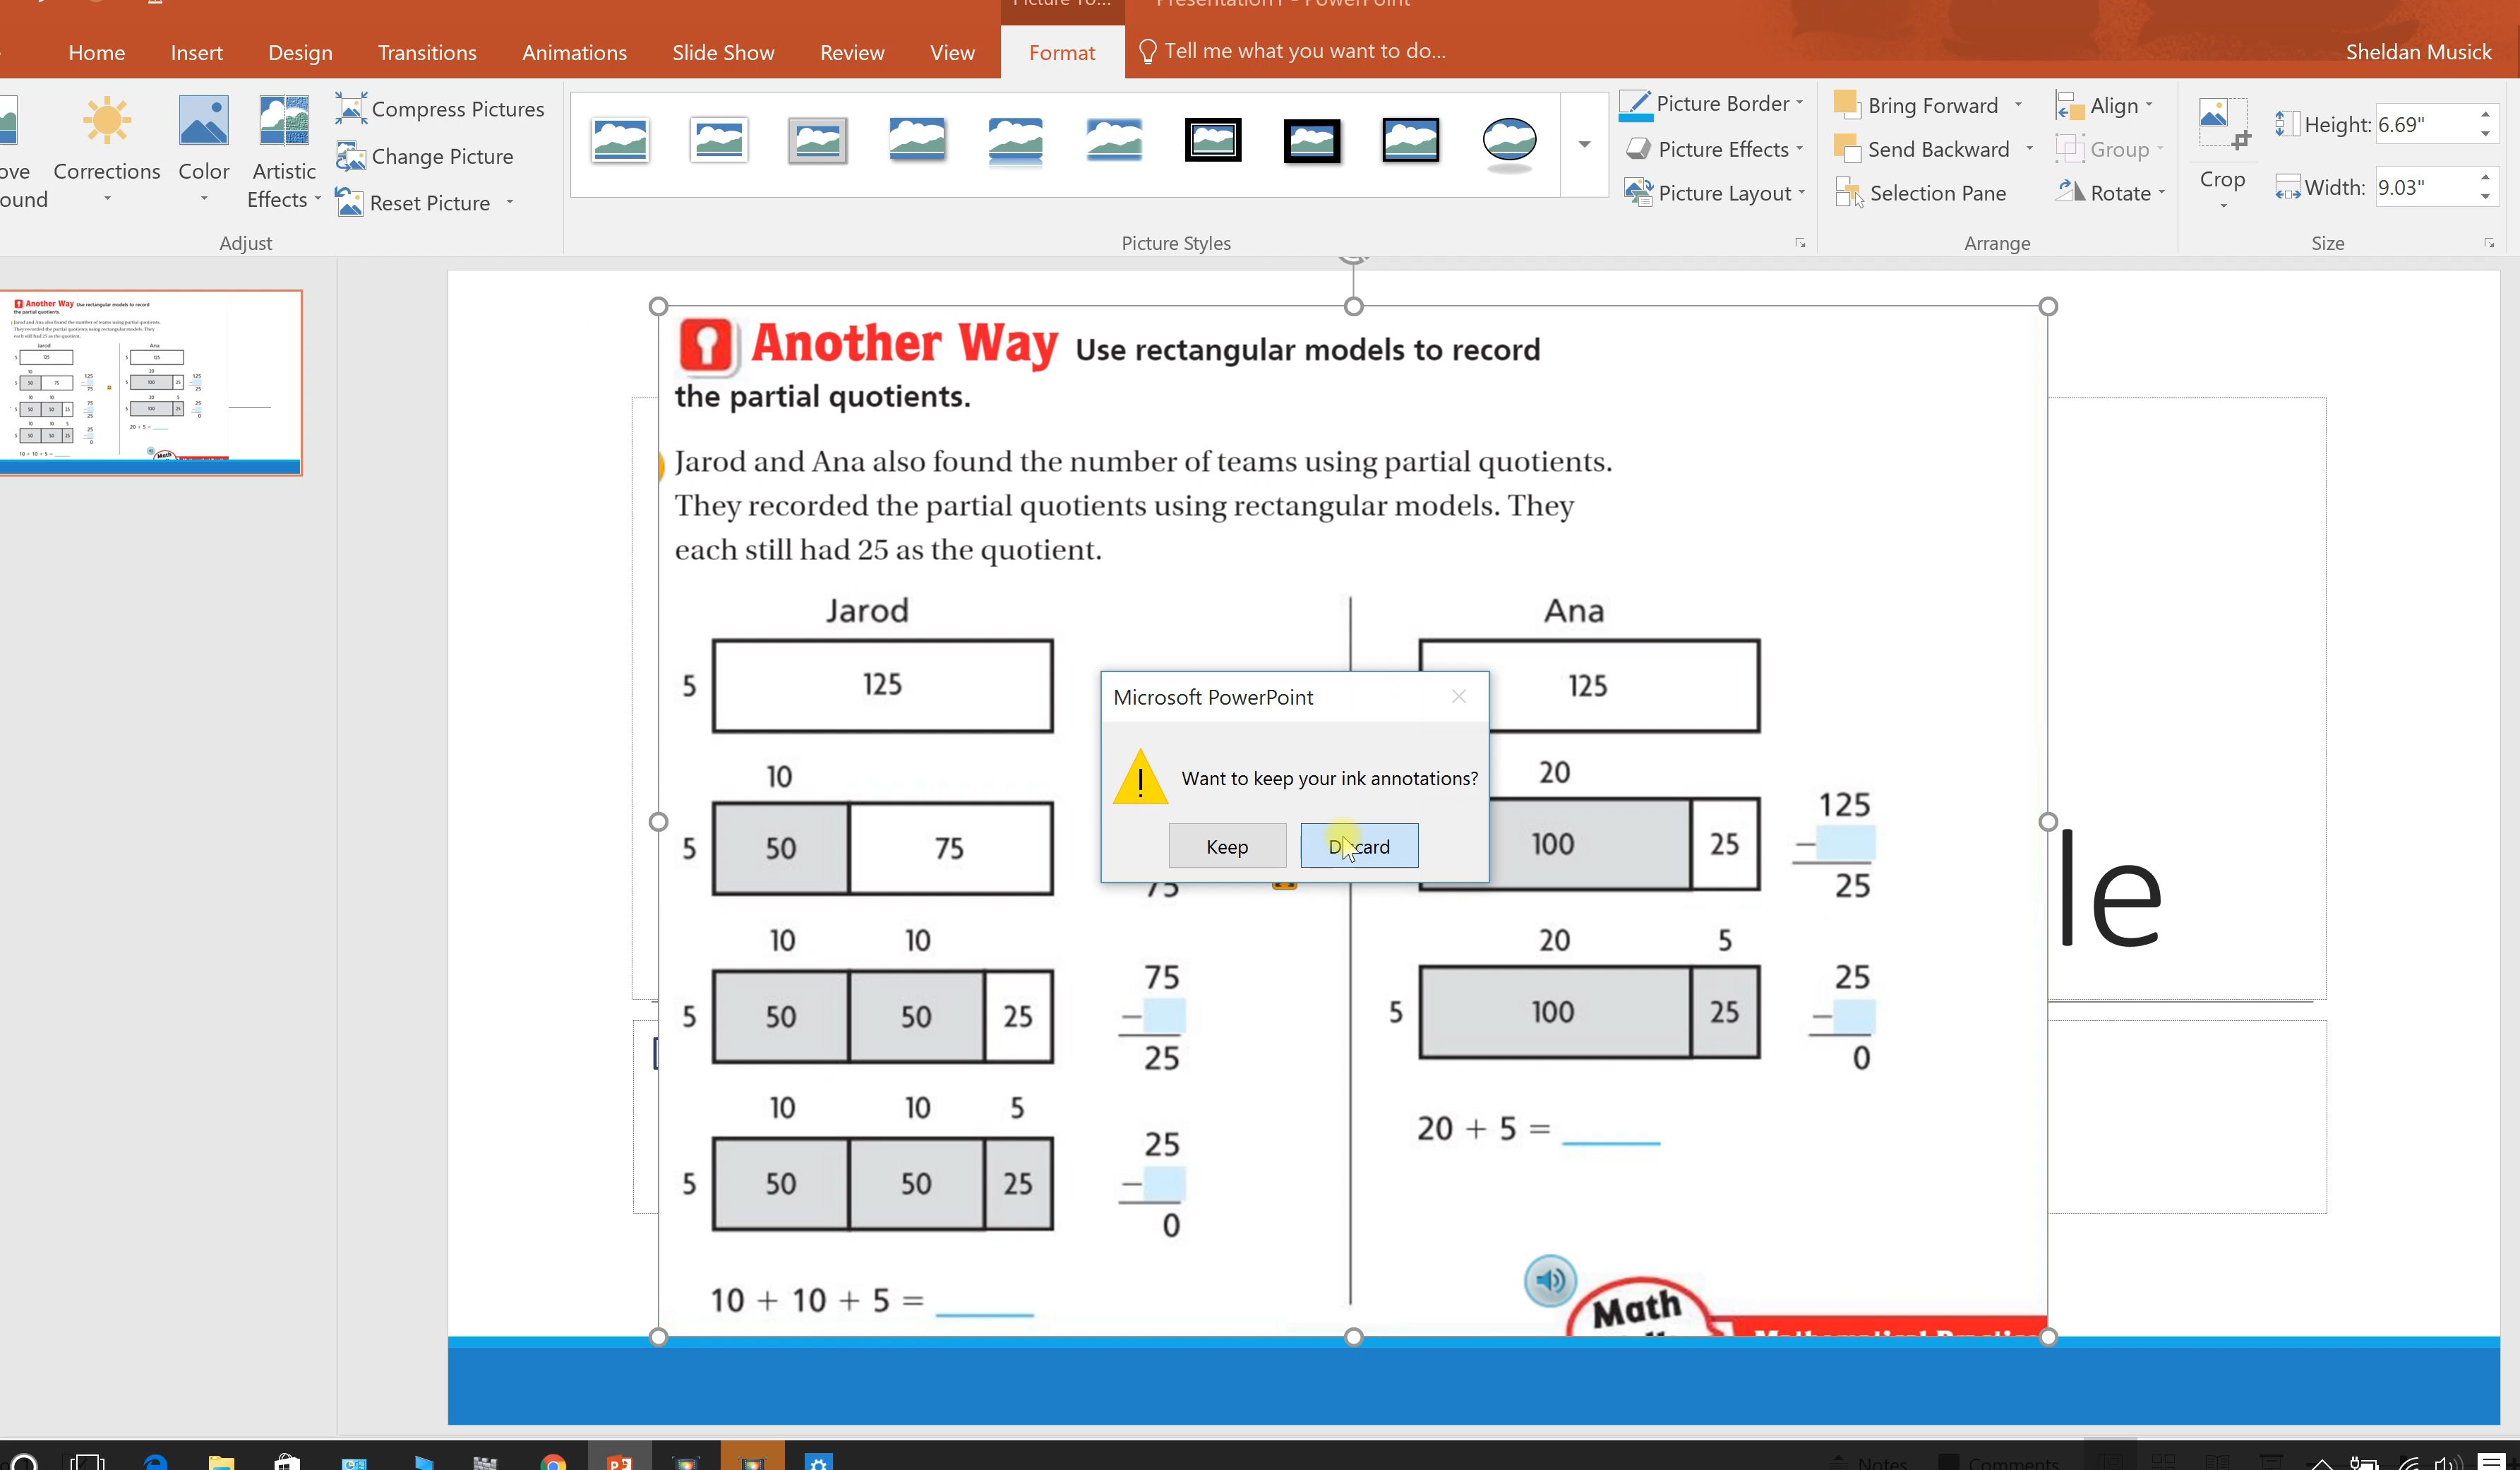 Presentation1 - PowerPoint
Home Insert Design Transitions Animations Slide Show Review View Format Tell me what you want to do... Sheldan Musick
Corrections Color Artistic Effects
Compress Pictures
Change Picture
Reset Picture
Adjust
Picture Styles
Picture Border
Picture Effects
Picture Layout
Bring Forward
Send Backward
Selection Pane
Align
Group
Rotate
Arrange
Crop
Height: 6.69"
Width: 9.03"
Size
Another Way Use rectangular models to record
the partial quotients.
Jarod and Ana also found the number of teams using partial quotients.
They recorded the partial quotients using rectangular models. They
each still had 25 as the quotient.
Jarod
5 125
10
5 50 75
75
10 10
5 50 50 25
75
−
25
10 10 5
5 50 50 25
25
−
0
10 + 10 + 5 =
Ana
125
20
100 25
125
−
25
20 5
5 100 25
25
−
0
20 + 5 =
Math
le
Microsoft PowerPoint
Want to keep your ink annotations?
Keep Discard
Notes Comments